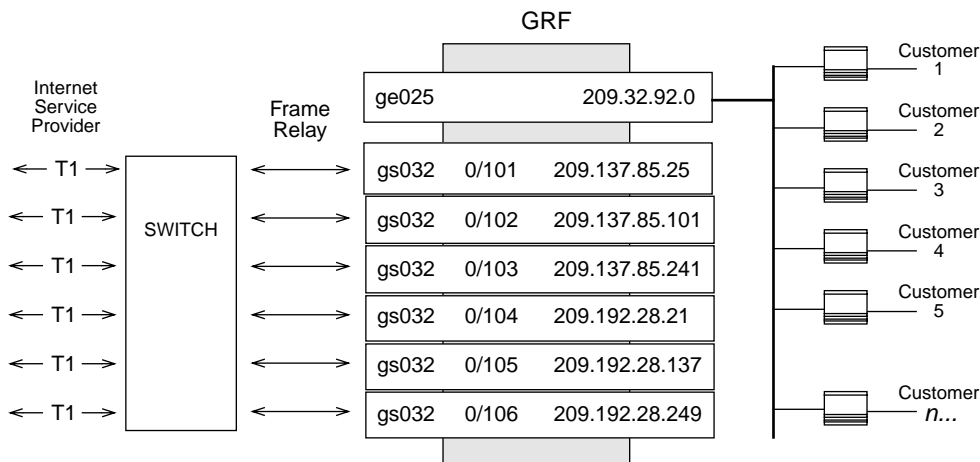 GRF
Internet
Service
Provider
Frame
Relay
ge025 209.32.92.0
T1 gs032 0/101 209.137.85.25
T1 gs032 0/102 209.137.85.101
T1 gs032 0/103 209.137.85.241
T1 gs032 0/104 209.192.28.21
T1 gs032 0/105 209.192.28.137
T1 gs032 0/106 209.192.28.249
SWITCH
Customer
1
Customer
2
Customer
3
Customer
4
Customer
5
Customer
n...